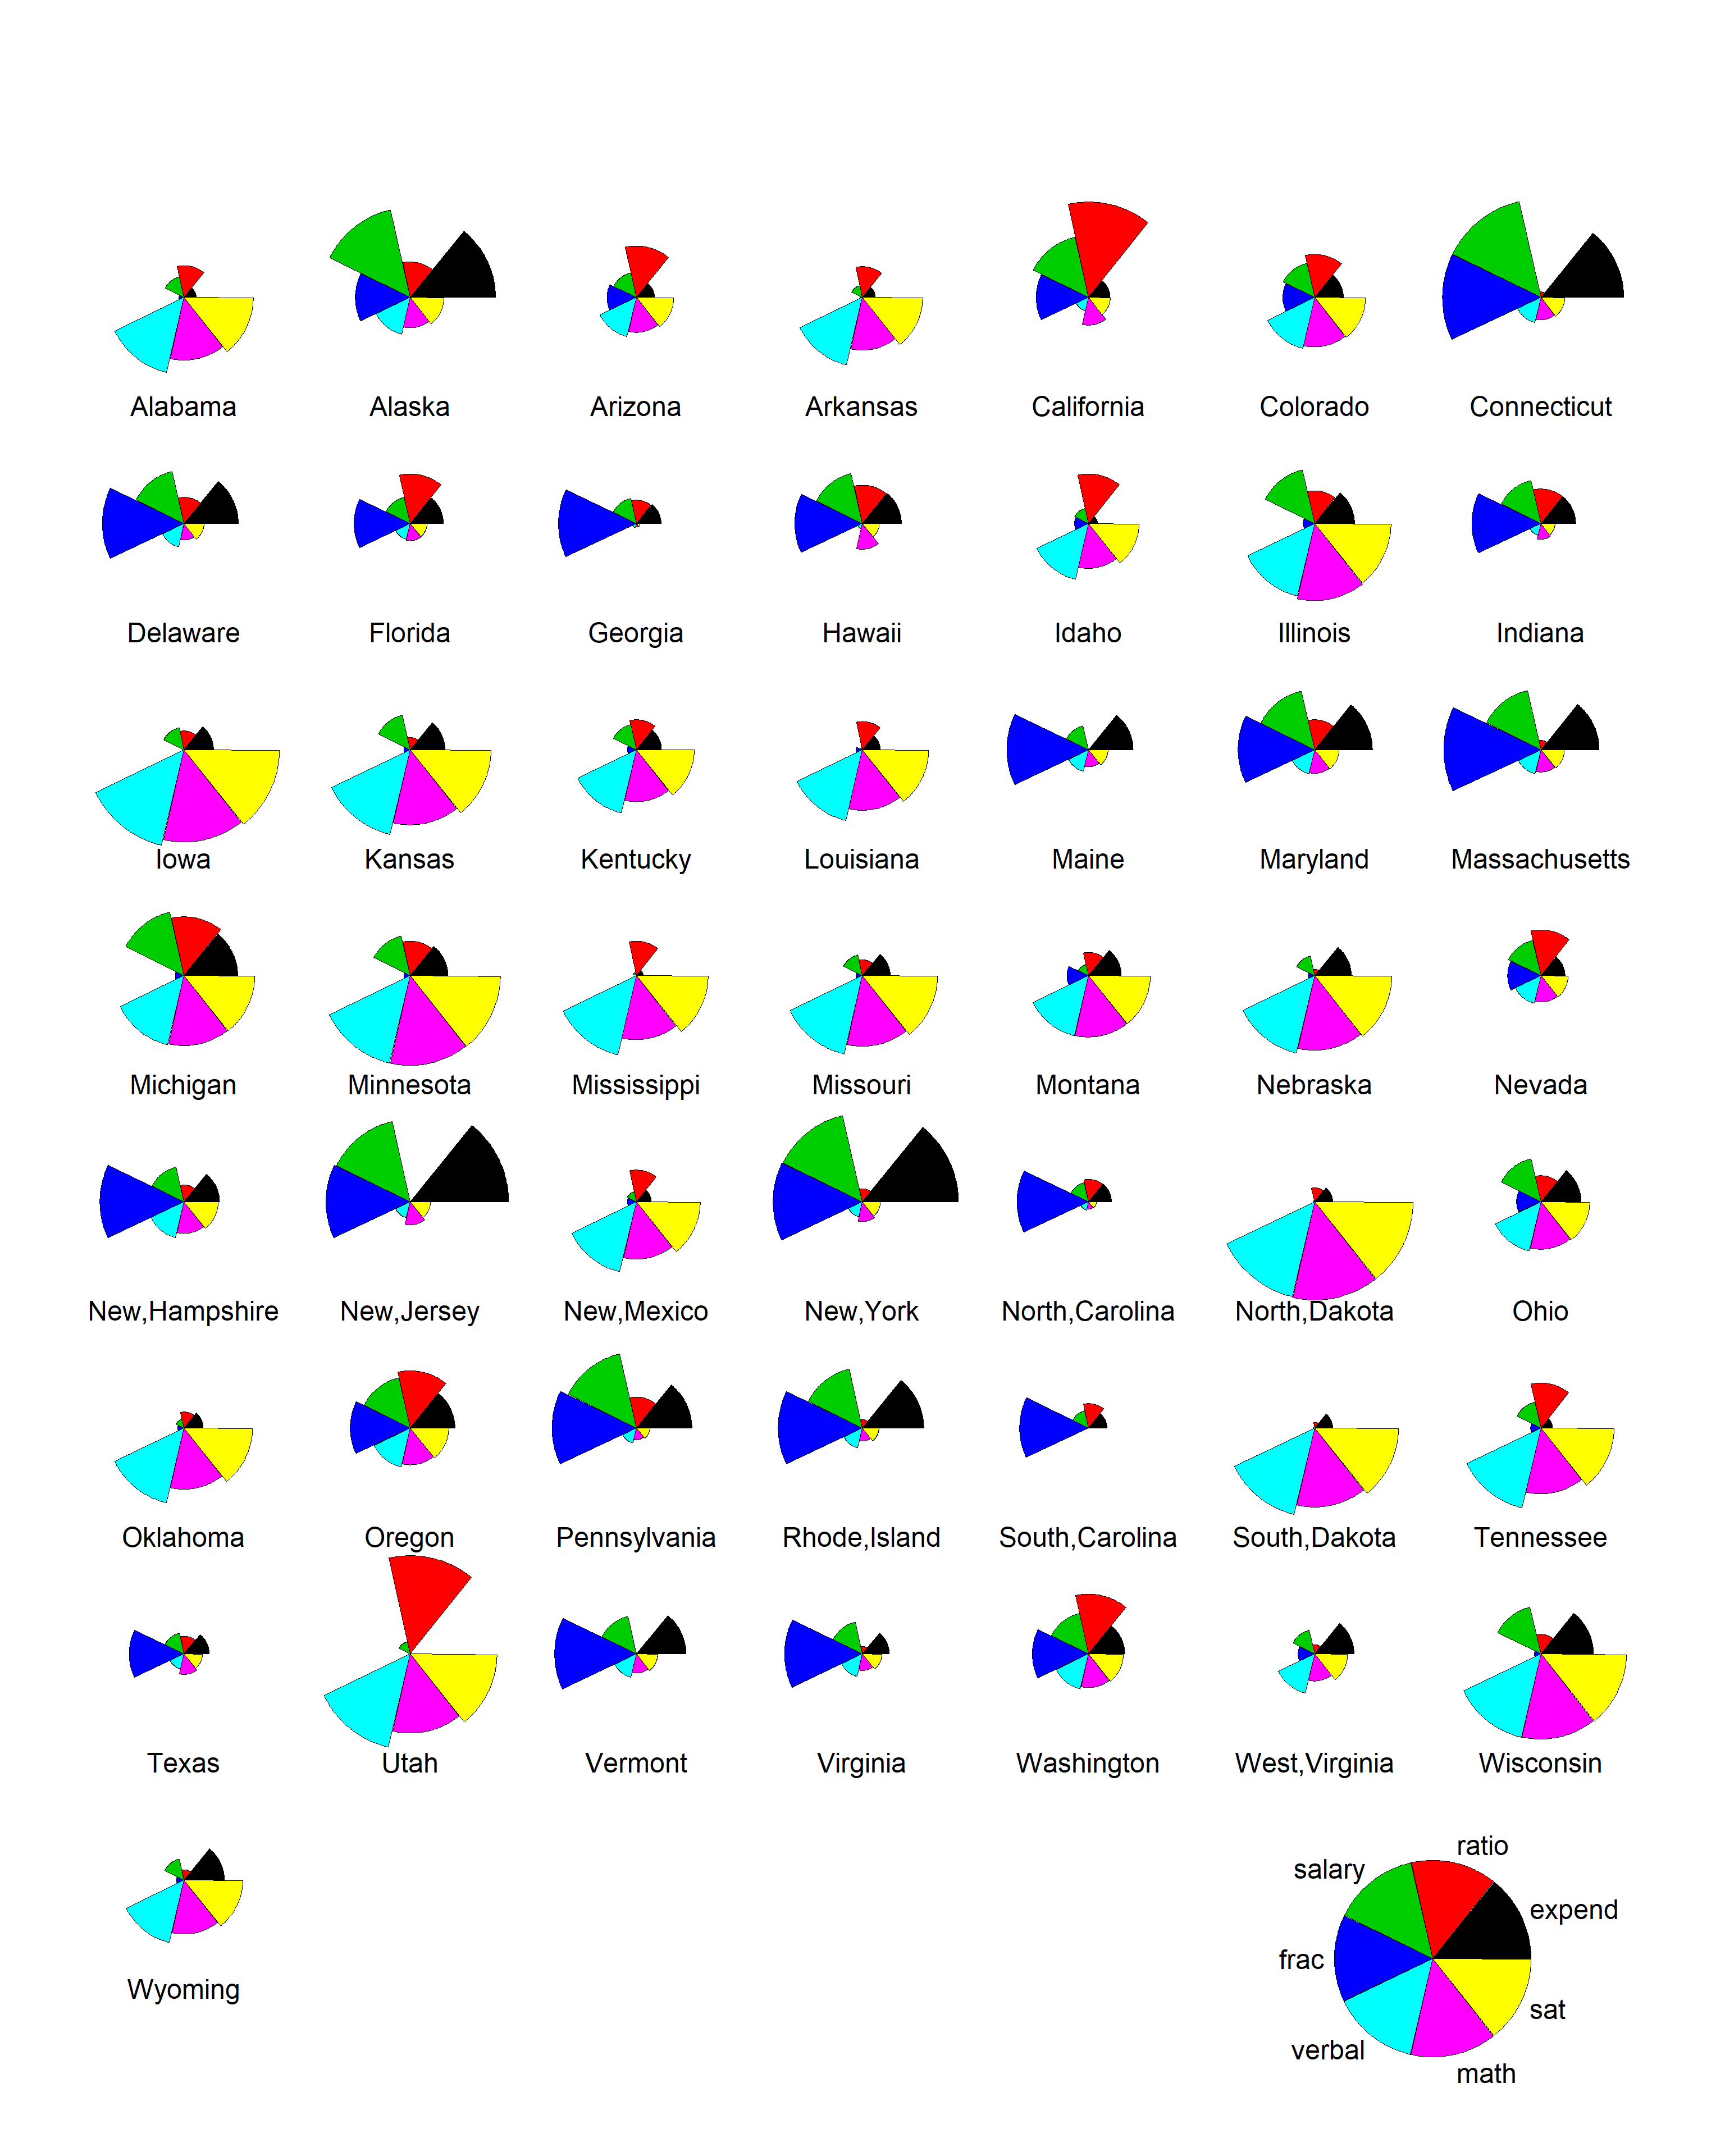 Alabama Alaska Arizona Arkansas California Colorado Connecticut
Delaware Florida Georgia Hawaii Idaho Illinois Indiana
Iowa Kansas Kentucky Louisiana Maine Maryland Massachusetts
Michigan Minnesota Mississippi Missouri Montana Nebraska Nevada
New,Hampshire New,Jersey New,Mexico New,York North,Carolina North,Dakota Ohio
Oklahoma Oregon Pennsylvania Rhode,Island South,Carolina South,Dakota Tennessee
Texas Utah Vermont Virginia Washington West,Virginia Wisconsin
Wyoming
ratio
salary
expend
frac
sat
verbal
math